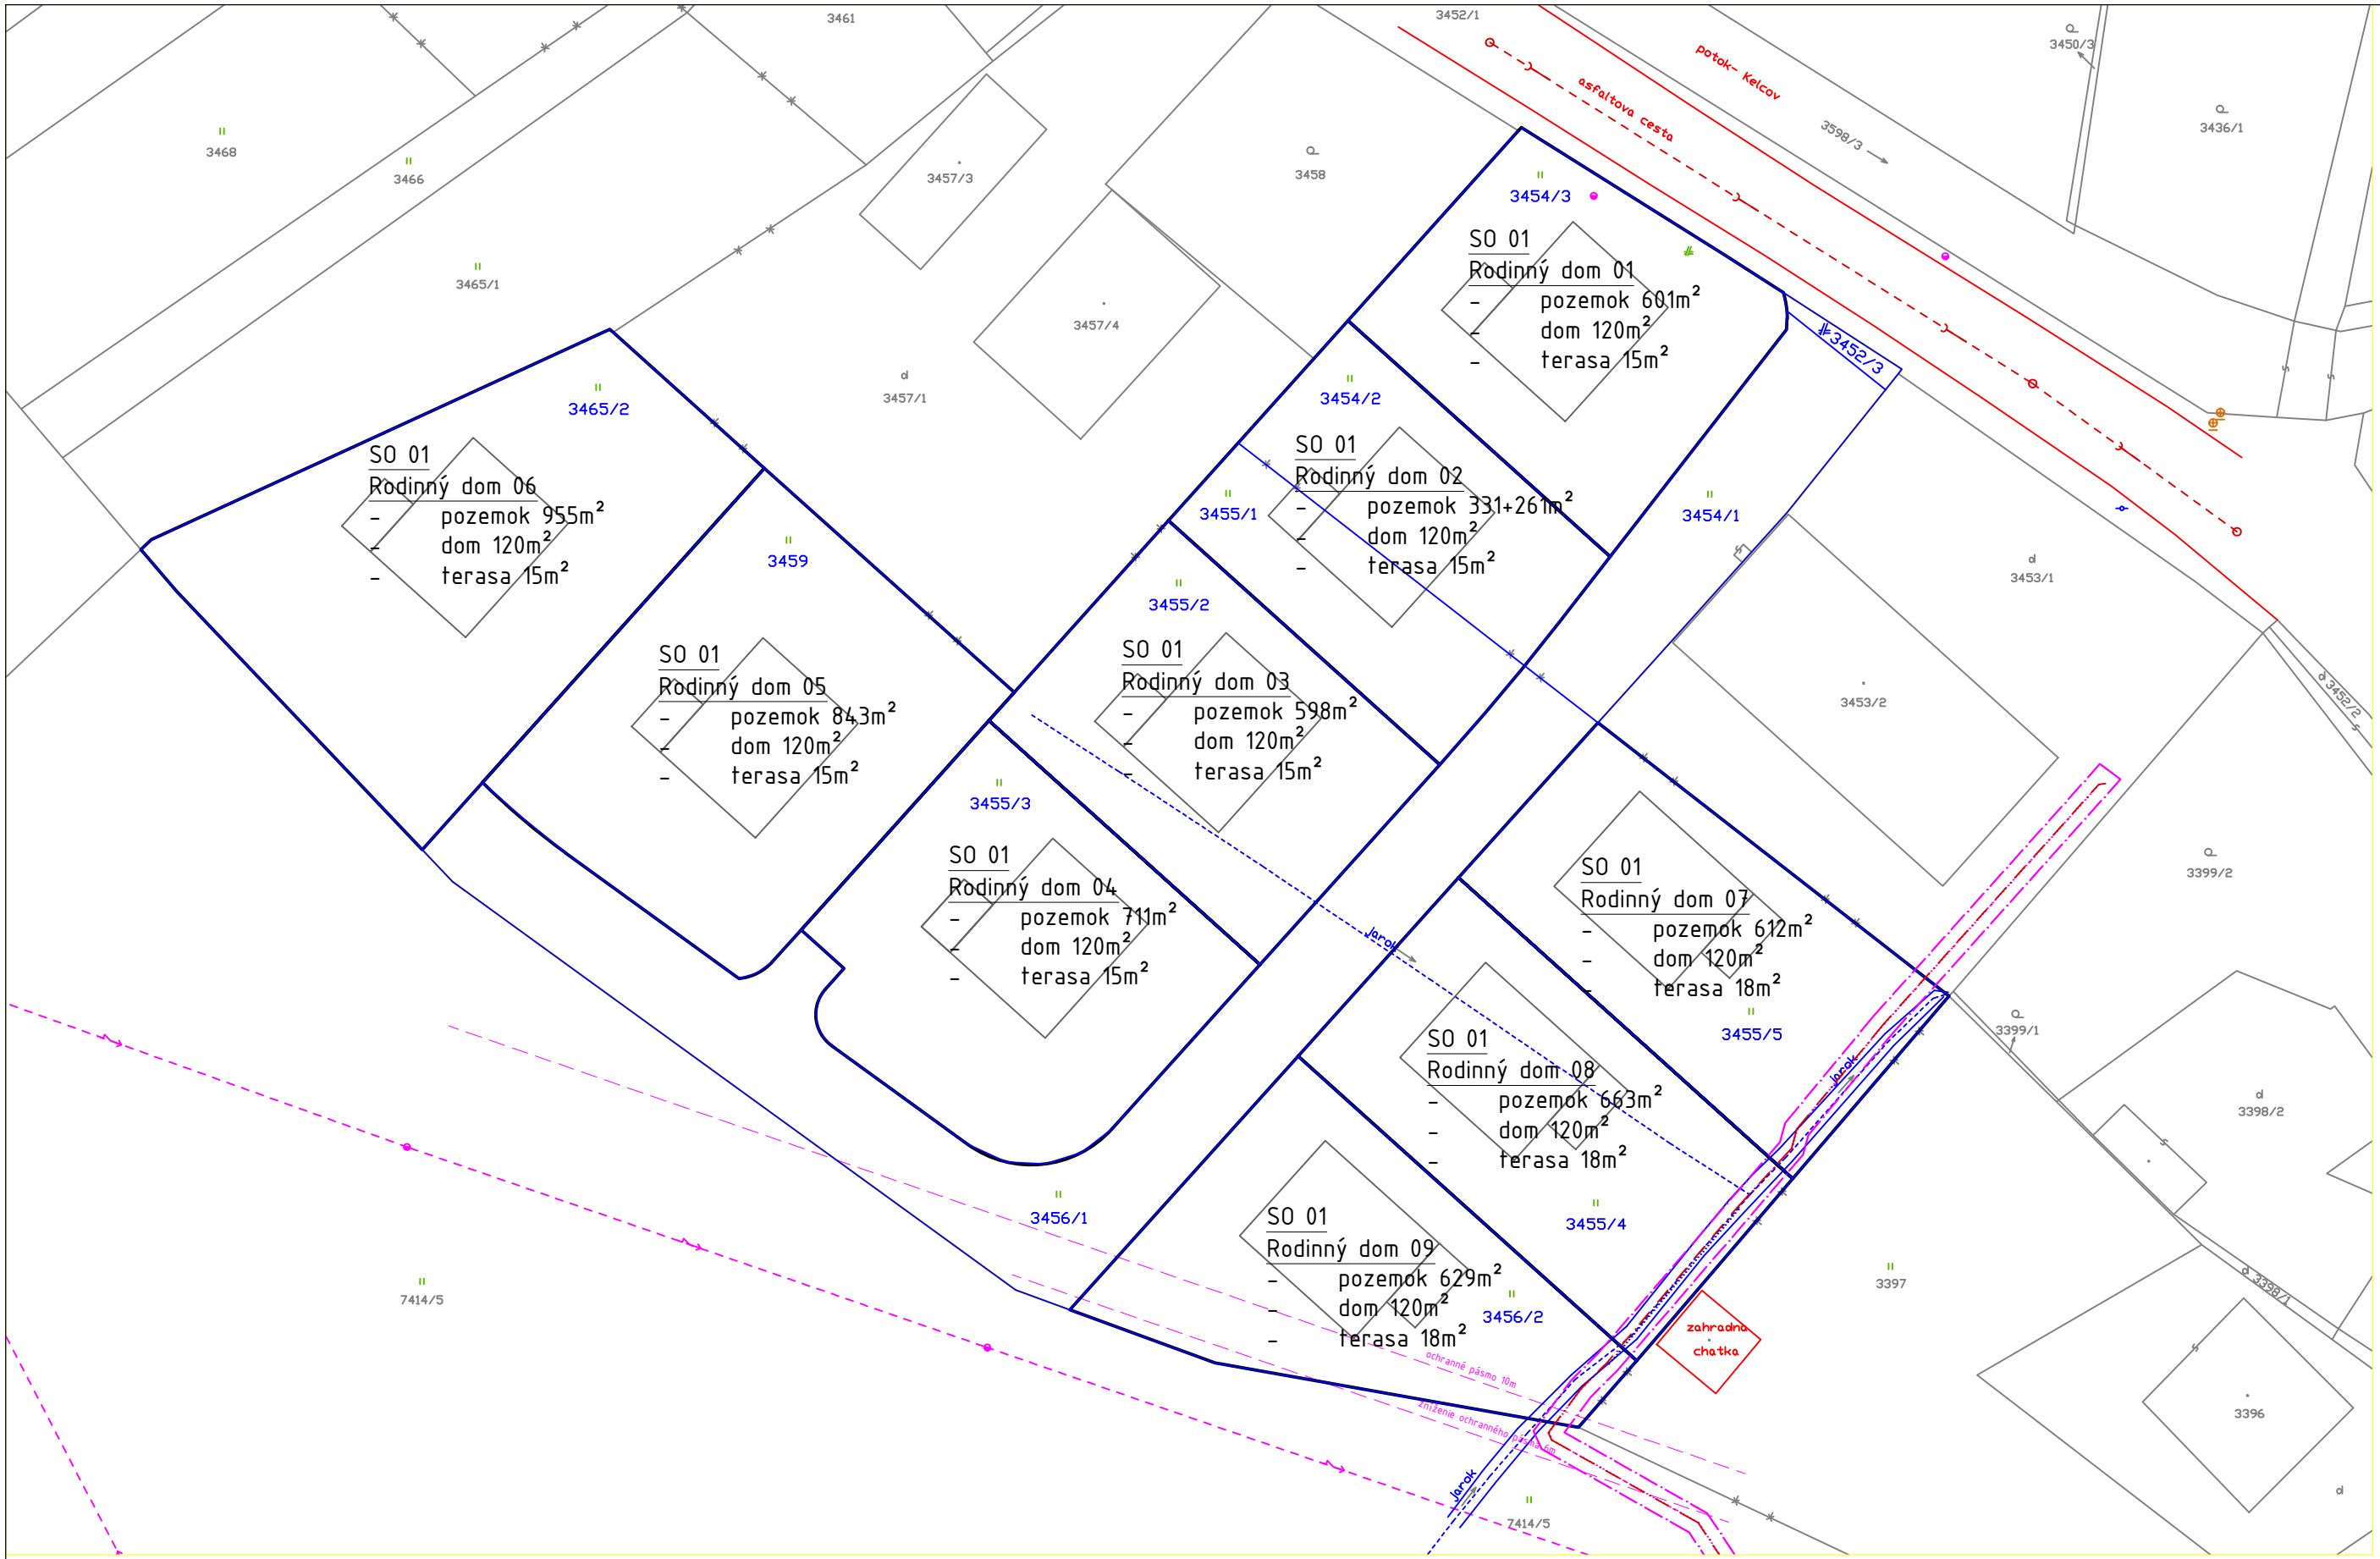 3461
3452/1
3450/3
potok- Kelcov
asfaltova cesta
3436/1
3598/3
3468
3466
3457/3
3458
3454/3
SO 01
Rodinný dom 01
- pozemok 601m²
- dom 120m²
- terasa 15m²
3465/1
3457/4
3452/3
3457/1
3465/2
3454/2
SO 01
Rodinný dom 06
- pozemok 955m²
- dom 120m²
- terasa 15m²
SO 01
Rodinný dom 02
- pozemok 331+261m²
- dom 120m²
- terasa 15m²
3455/1
3454/1
3459
3453/1
3455/2
SO 01
Rodinný dom 05
- pozemok 843m²
- dom 120m²
- terasa 15m²
SO 01
Rodinný dom 03
- pozemok 598m²
- dom 120m²
- terasa 15m²
3453/2
d 3452/2
3455/3
SO 01
Rodinný dom 04
- pozemok 711m²
- dom 120m²
- terasa 15m²
SO 01
Rodinný dom 07
- pozemok 612m²
- dom 120m²
- terasa 18m²
3399/2
jarok
3455/5
3399/1
SO 01
Rodinný dom 08
- pozemok 663m²
- dom 120m²
- terasa 18m²
jarok
d
3398/2
3456/1
3455/4
SO 01
Rodinný dom 09
- pozemok 629m²
- dom 120m²
- terasa 18m²
3456/2
3397
d 3398/1
7414/5
zahradna
chatka
ochranné pásmo 10m
Zníženie ochranného pásma 6m
3396
jarok
7414/5
d